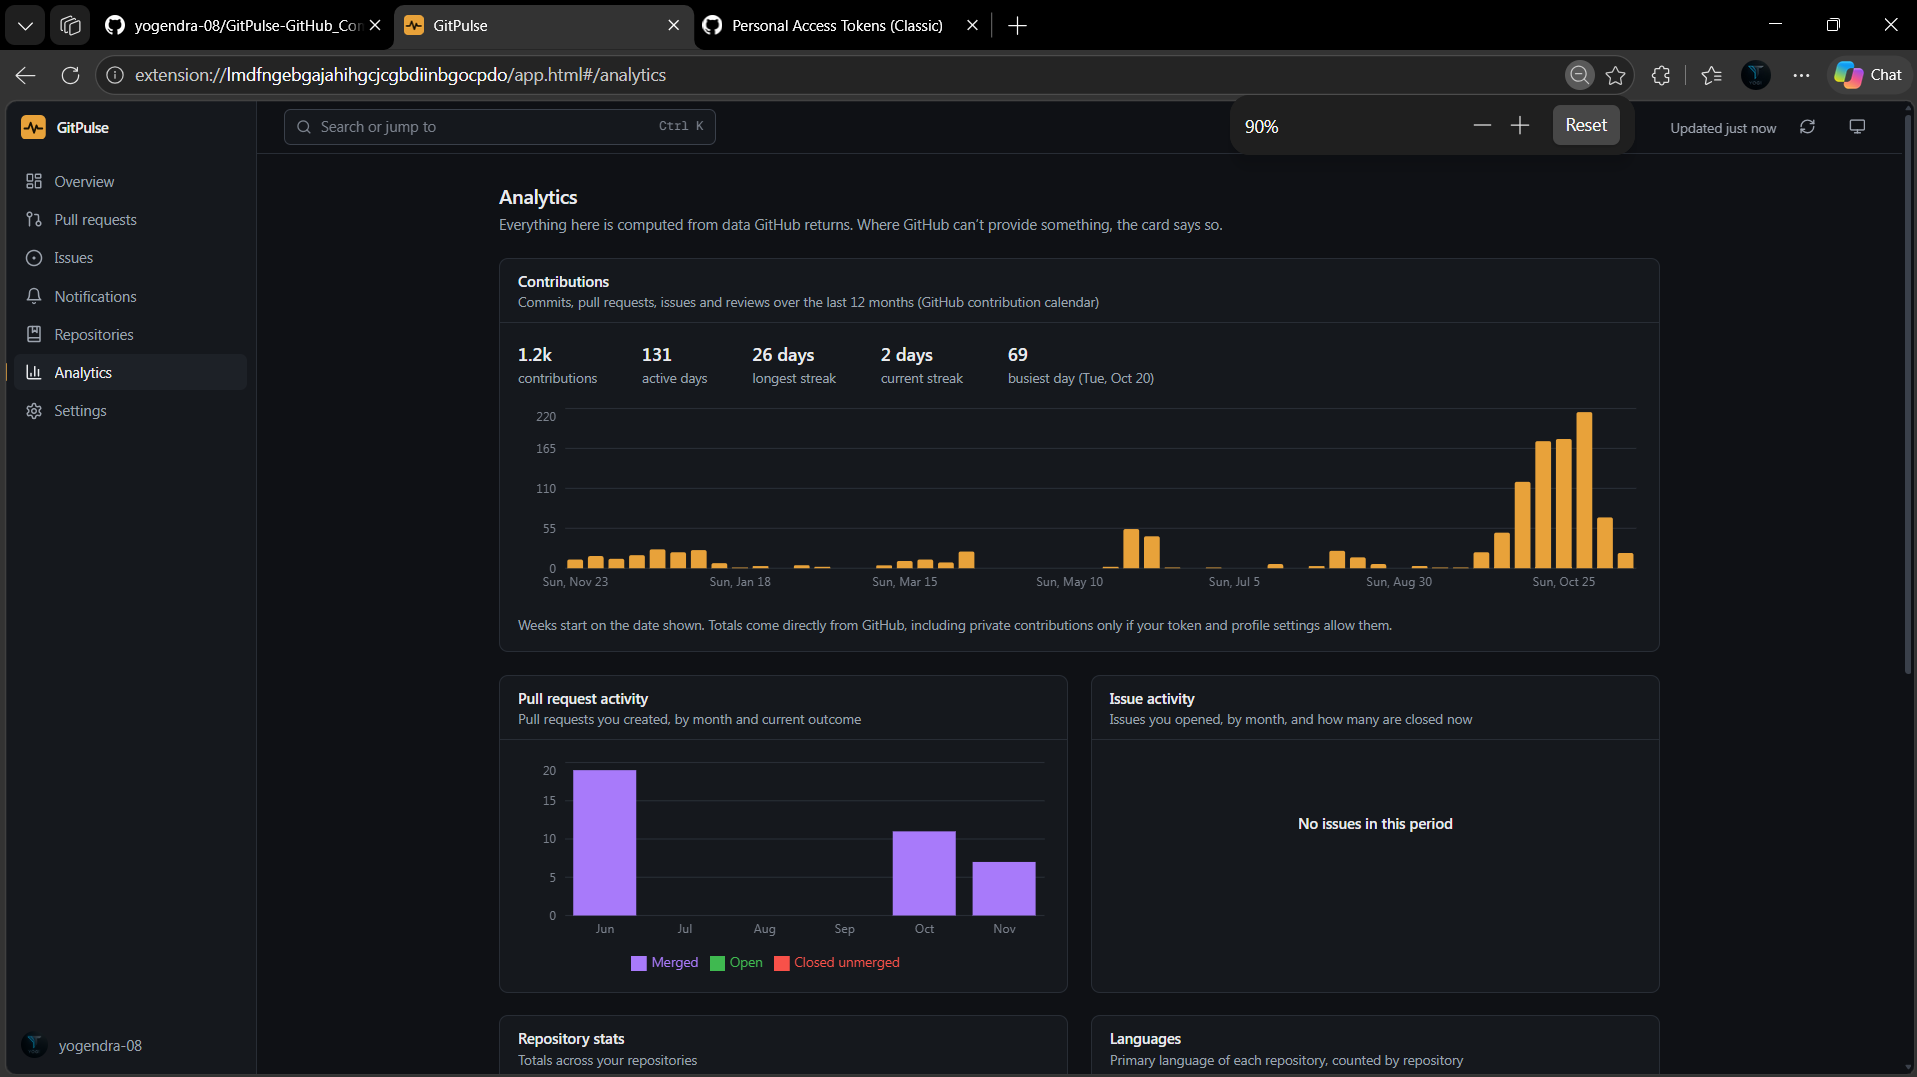 yogendra-08/GitPulse-GitHub_Con
GitPulse
Personal Access Tokens (Classic)
extension://lmdfngebgajahihgcjcgbdiinbgocpdo/app.html#/analytics
Chat
GitPulse
Search or jump to
Ctrl K
90%
Reset
Updated just now
Overview
Pull requests
Issues
Notifications
Repositories
Analytics
Settings
yogendra-08
Analytics
Everything here is computed from data GitHub returns. Where GitHub can't provide something, the card says so.
Contributions
Commits, pull requests, issues and reviews over the last 12 months (GitHub contribution calendar)
1.2k 131 26 days 2 days 69
contributions active days longest streak current streak busiest day (Tue, Oct 20)
220
165
110
55
0
Sun, Nov 23 Sun, Jan 18 Sun, Mar 15 Sun, May 10 Sun, Jul 5 Sun, Aug 30 Sun, Oct 25
Weeks start on the date shown. Totals come directly from GitHub, including private contributions only if your token and profile settings allow them.
Pull request activity
Pull requests you created, by month and current outcome
20
15
10
5
0
Jun Jul Aug Sep Oct Nov
Merged Open Closed unmerged
Issue activity
Issues you opened, by month, and how many are closed now
No issues in this period
Repository stats
Totals across your repositories
Languages
Primary language of each repository, counted by repository